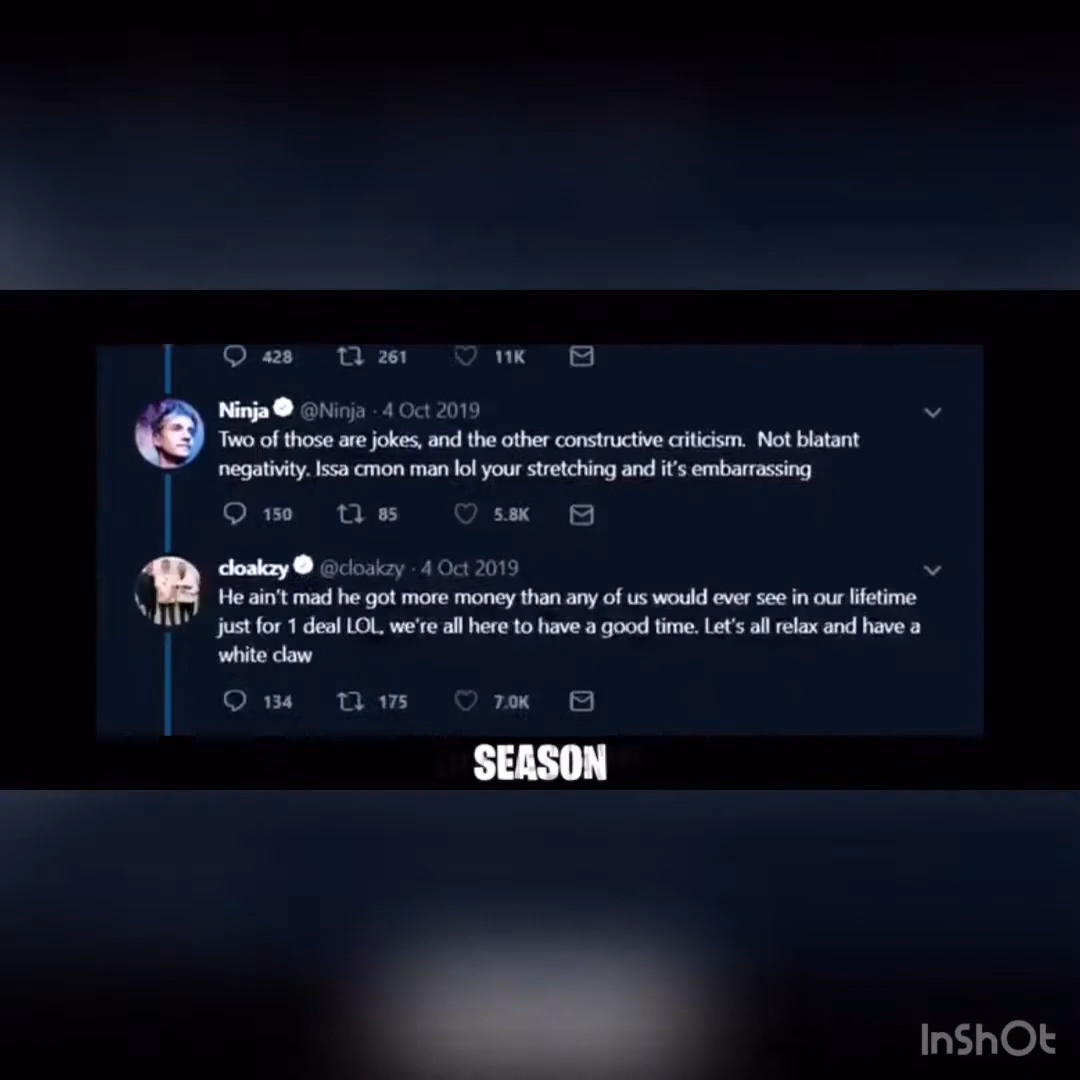 428 261 11K
Ninja @Ninja · 4 Oct 2019
Two of those are jokes, and the other constructive criticism. Not blatant
negativity. Issa cmon man lol your stretching and it's embarrassing
150 85 5.8K
cloakzy @cloakzy · 4 Oct 2019
He ain't mad he got more money than any of us would ever see in our lifetime
just for 1 deal LOL, we're all here to have a good time. Let's all relax and have a
white claw
134 175 7.0K
SEASON
InShOt